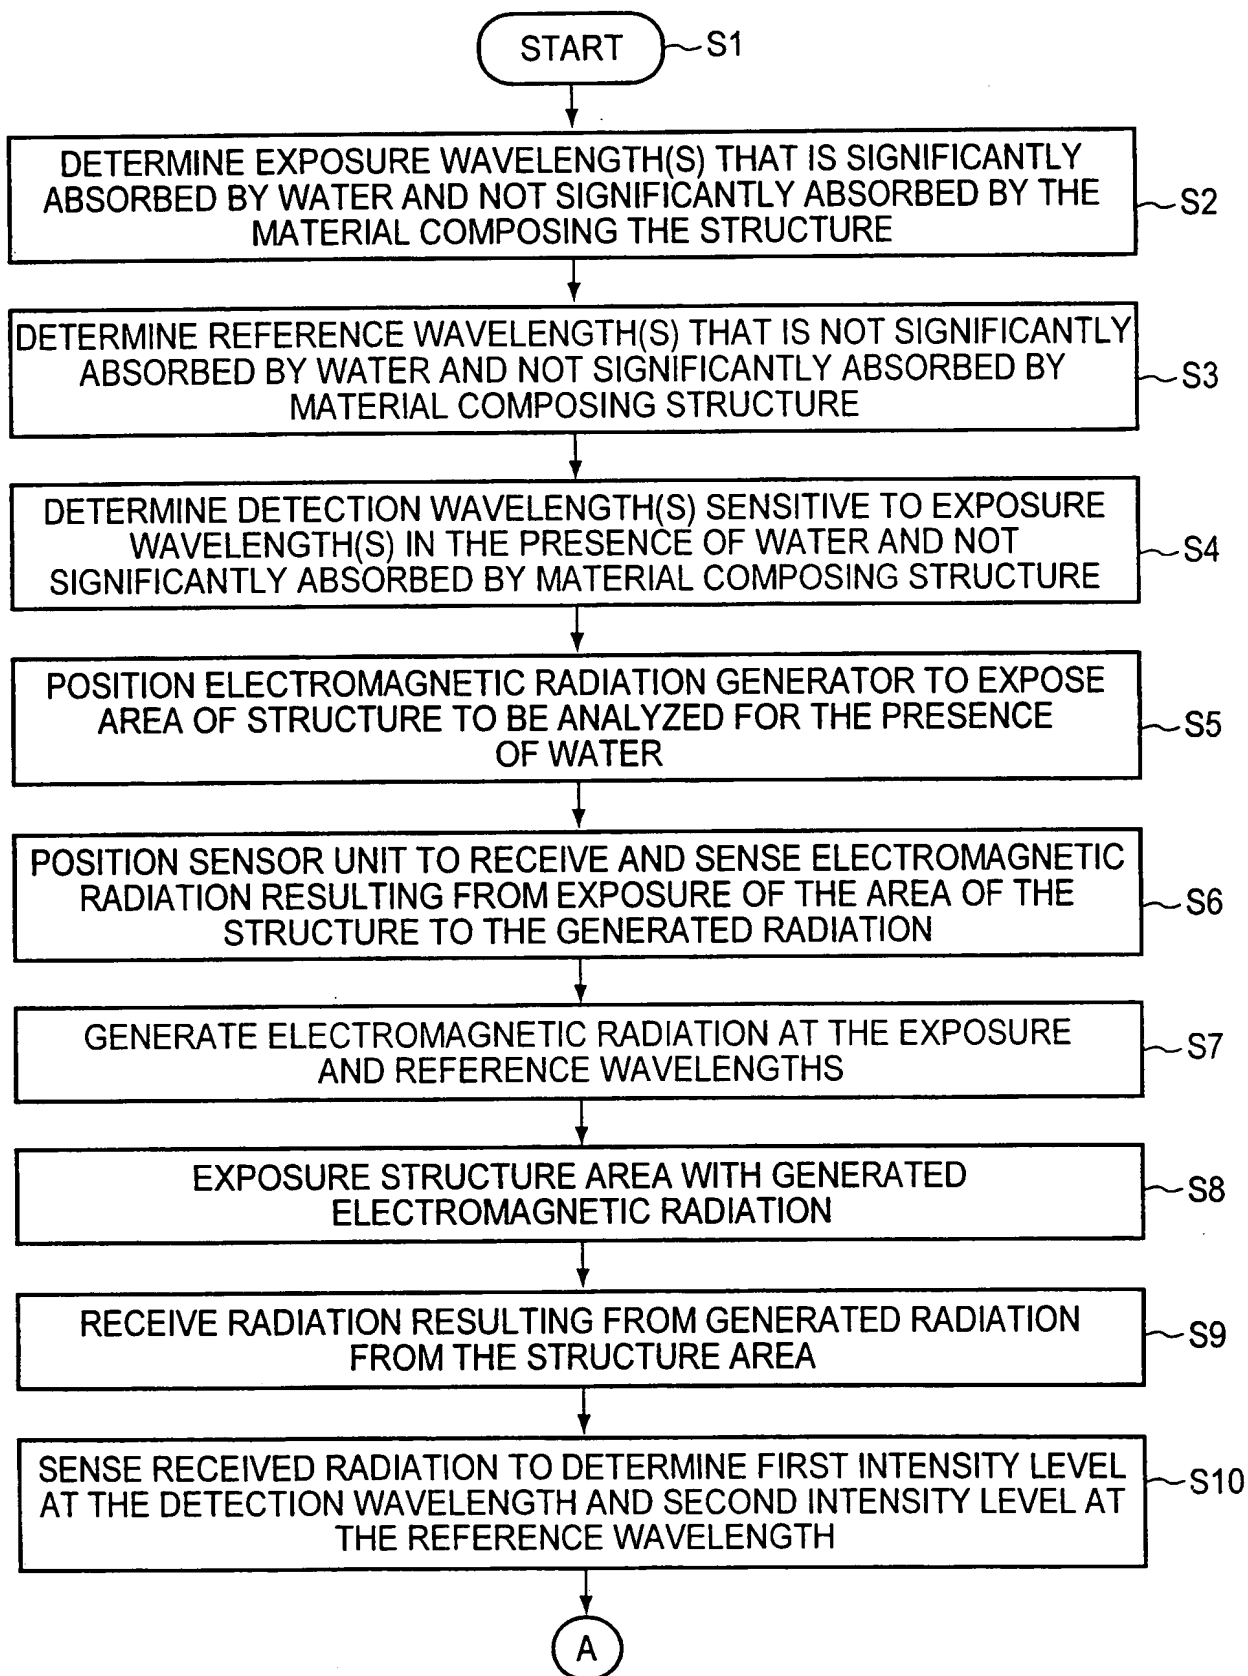 START
S1
DETERMINE EXPOSURE WAVELENGTH(S) THAT IS SIGNIFICANTLY
ABSORBED BY WATER AND NOT SIGNIFICANTLY ABSORBED BY THE
MATERIAL COMPOSING THE STRUCTURE
S2
DETERMINE REFERENCE WAVELENGTH(S) THAT IS NOT SIGNIFICANTLY
ABSORBED BY WATER AND NOT SIGNIFICANTLY ABSORBED BY
MATERIAL COMPOSING STRUCTURE
S3
DETERMINE DETECTION WAVELENGTH(S) SENSITIVE TO EXPOSURE
WAVELENGTH(S) IN THE PRESENCE OF WATER AND NOT
SIGNIFICANTLY ABSORBED BY MATERIAL COMPOSING STRUCTURE
S4
POSITION ELECTROMAGNETIC RADIATION GENERATOR TO EXPOSE
AREA OF STRUCTURE TO BE ANALYZED FOR THE PRESENCE
OF WATER
S5
POSITION SENSOR UNIT TO RECEIVE AND SENSE ELECTROMAGNETIC
RADIATION RESULTING FROM EXPOSURE OF THE AREA OF THE
STRUCTURE TO THE GENERATED RADIATION
S6
GENERATE ELECTROMAGNETIC RADIATION AT THE EXPOSURE
AND REFERENCE WAVELENGTHS
S7
EXPOSURE STRUCTURE AREA WITH GENERATED
ELECTROMAGNETIC RADIATION
S8
RECEIVE RADIATION RESULTING FROM GENERATED RADIATION
FROM THE STRUCTURE AREA
S9
SENSE RECEIVED RADIATION TO DETERMINE FIRST INTENSITY LEVEL
AT THE DETECTION WAVELENGTH AND SECOND INTENSITY LEVEL AT
THE REFERENCE WAVELENGTH
S10
A